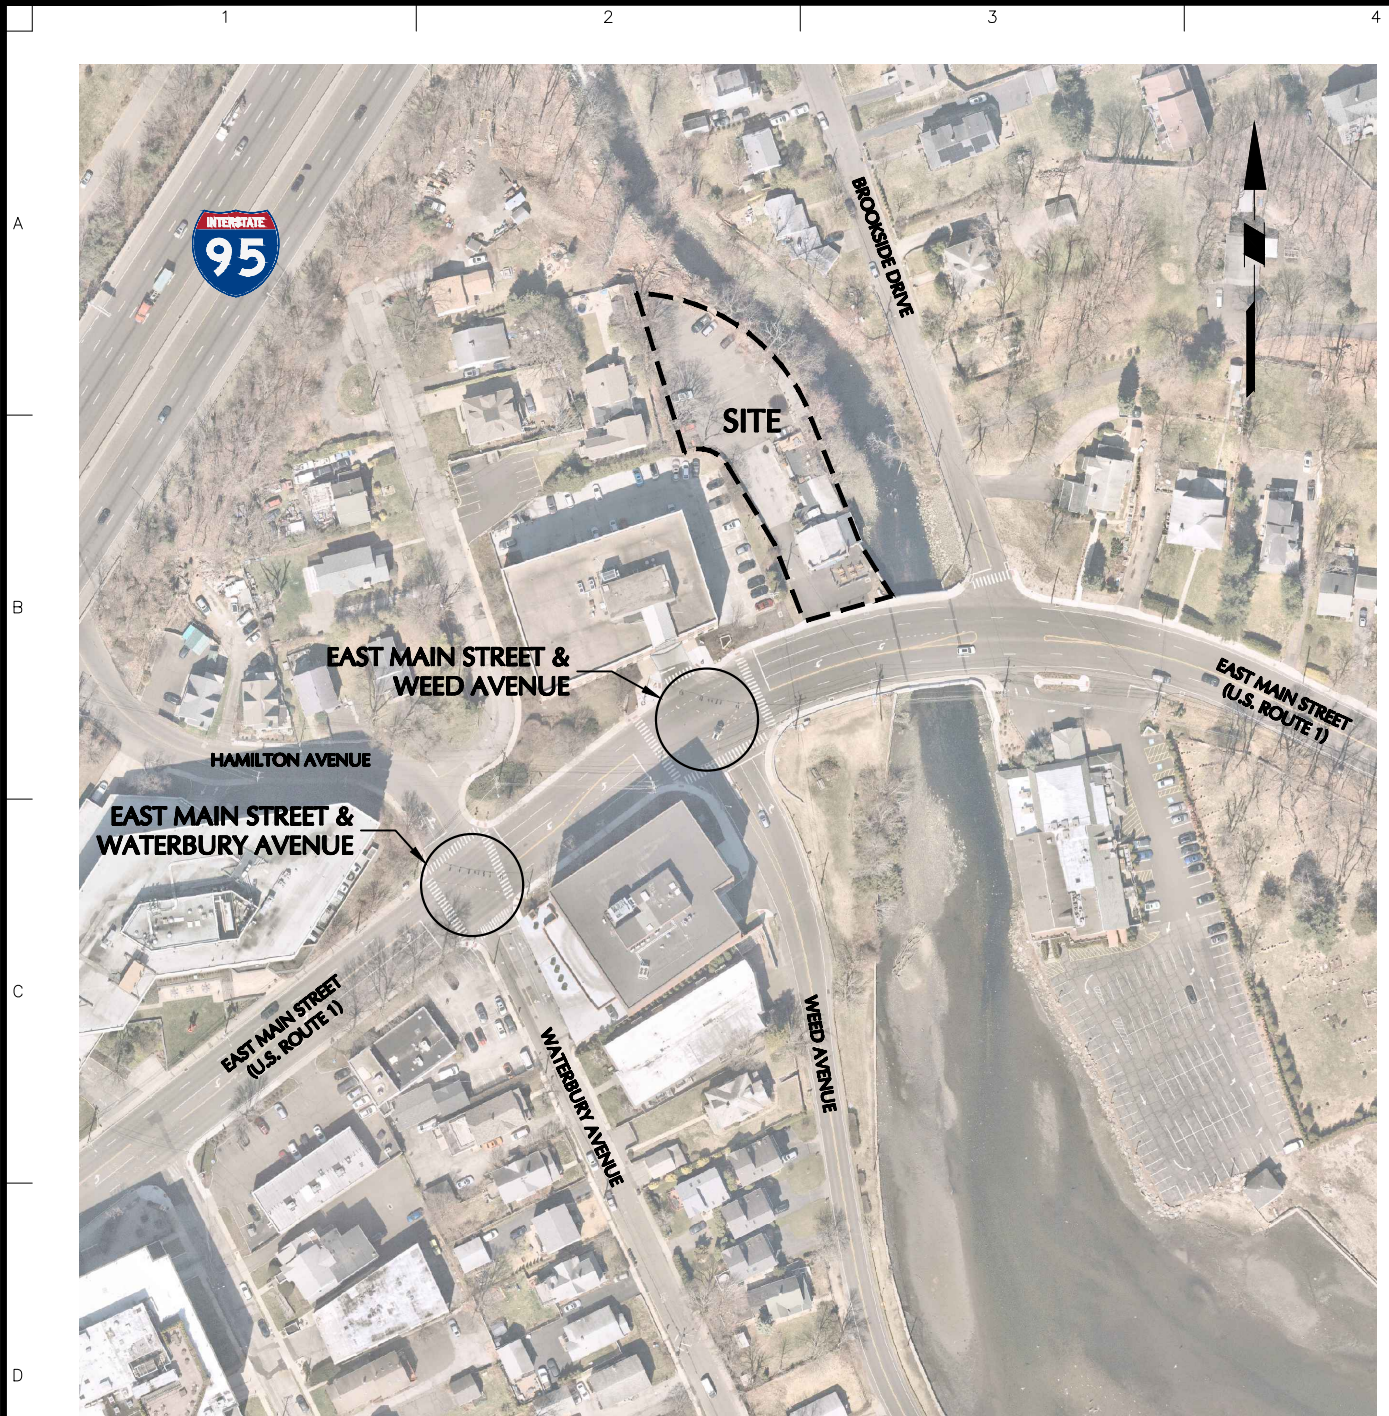 1
2
3
4
A
B
C
D
INTERSTATE
95
BROOKSIDE DRIVE
SITE
EAST MAIN STREET &
WEED AVENUE
EAST MAIN STREET
(U.S. ROUTE 1)
HAMILTON AVENUE
EAST MAIN STREET &
WATERBURY AVENUE
EAST MAIN STREET
(U.S. ROUTE 1)
WATERBURY AVENUE
WEED AVENUE